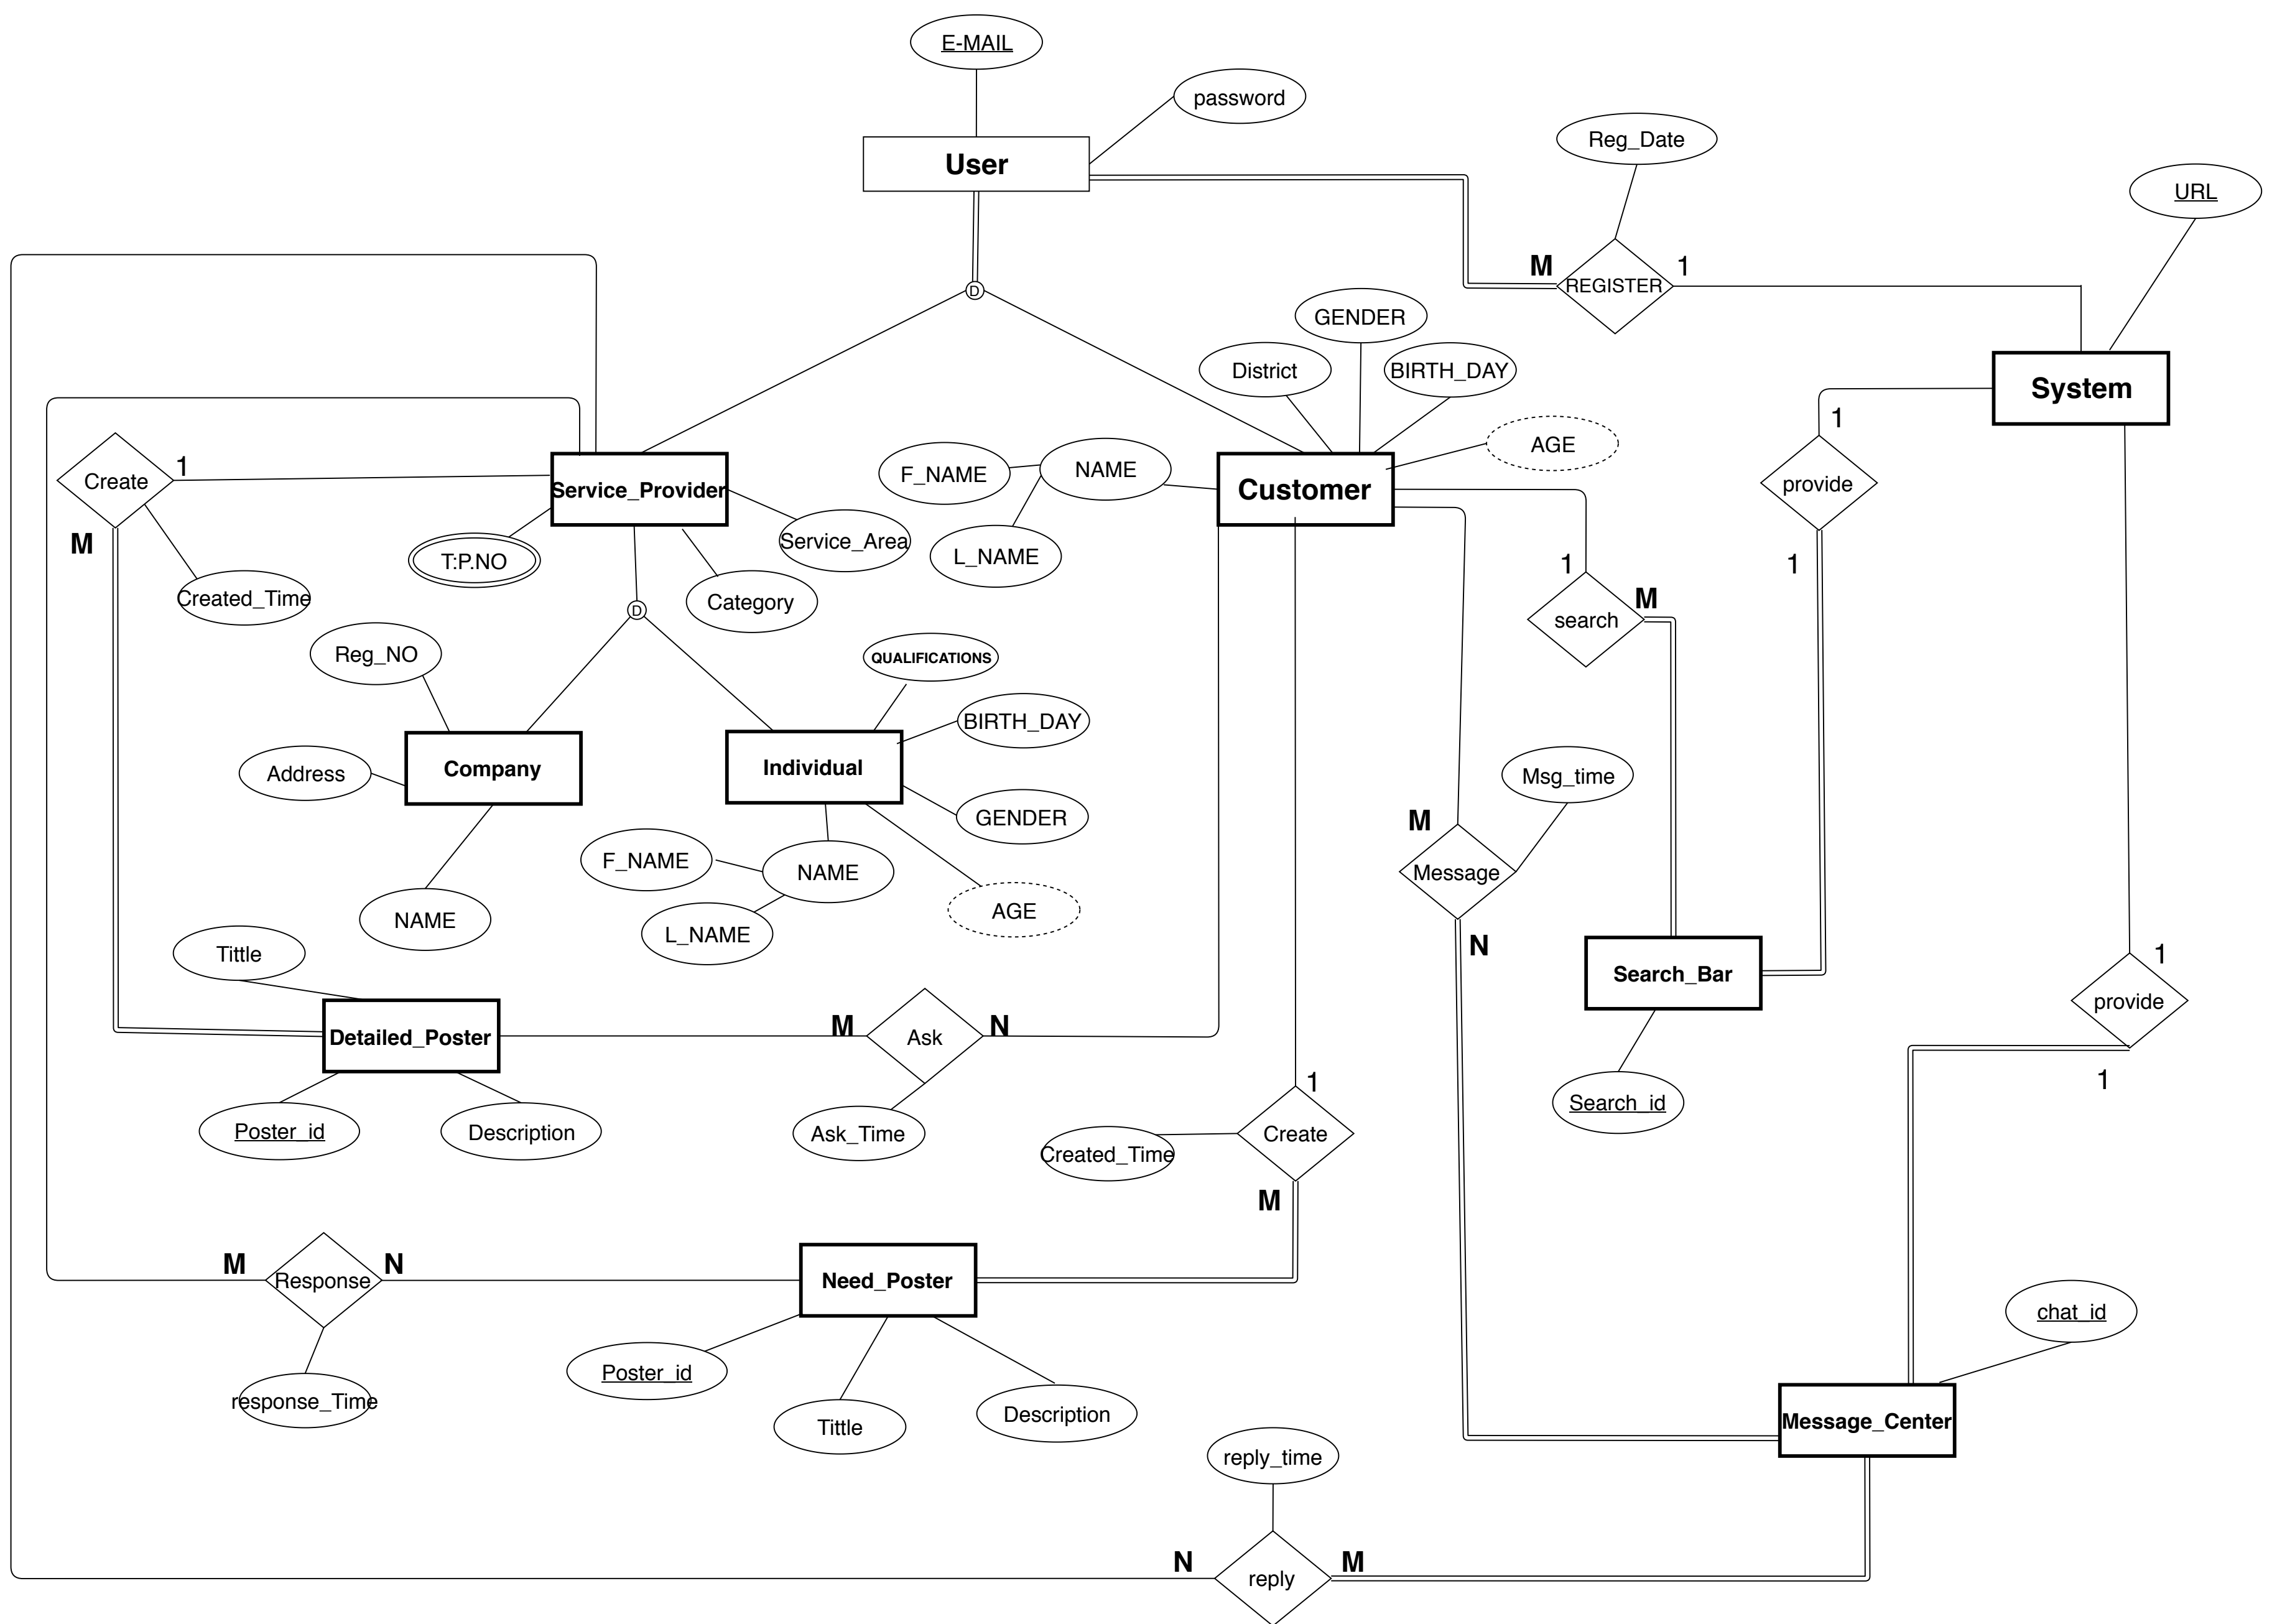 E-MAIL
password
User
Reg_Date
URL
M
REGISTER
1
D
GENDER
District
BIRTH_DAY
System
AGE
1
F_NAME
NAME
Customer
Create
1
Service_Provider
provide
M
T:P.NO
Service_Area
L_NAME
1
1
Created_Time
Category
D
M
search
Reg_NO
QUALIFICATIONS
BIRTH_DAY
Company
Individual
Address
Msg_time
GENDER
M
F_NAME
NAME
Message
NAME
AGE
L_NAME
N
Tittle
1
Search_Bar
provide
Detailed_Poster
M
Ask
N
1
1
Search_id
Poster_id
Description
Ask_Time
Created_Time
Create
M
M
Response
N
Need_Poster
chat_id
Poster_id
response_Time
Tittle
Description
Message_Center
reply_time
N
reply
M